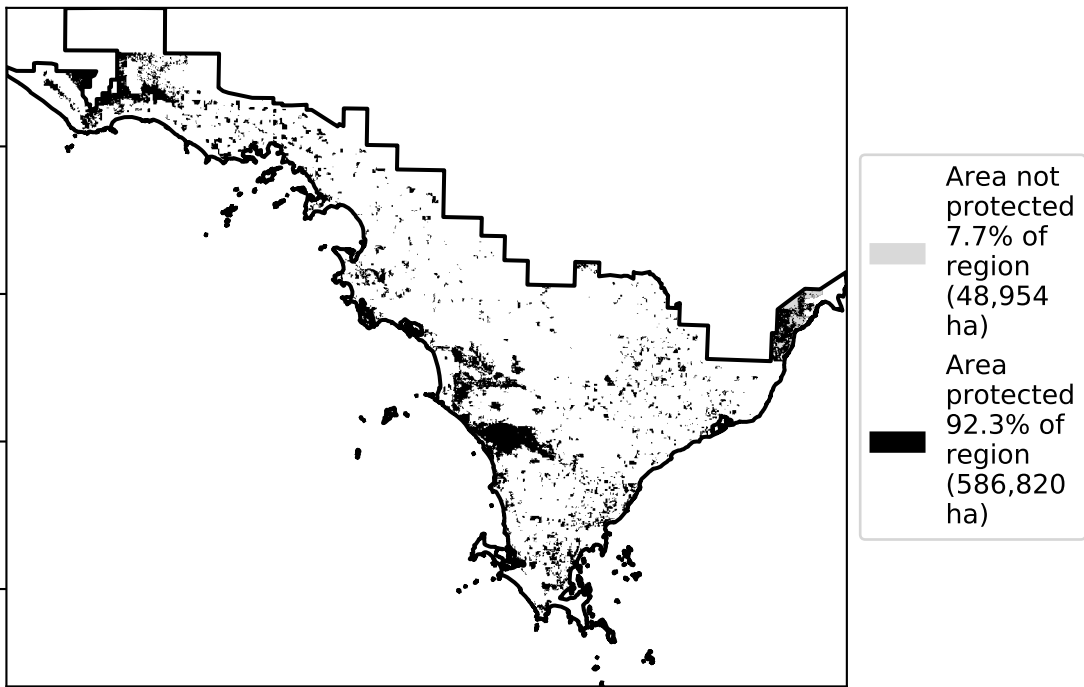 Area not
protected
7.7% of
region
(48,954
ha)
Area
protected
92.3% of
region
(586,820
ha)